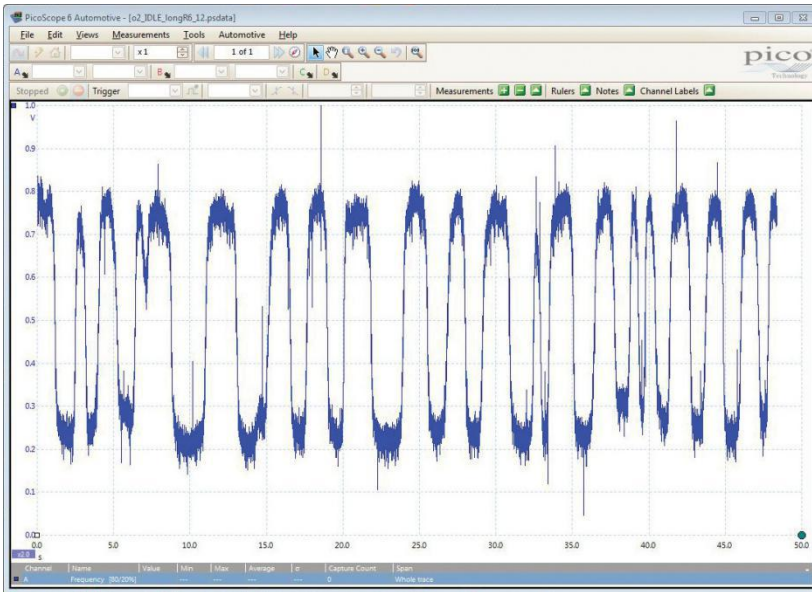 PicoScope 6 Automotive - [o2_IDLE_longR6_12.psdata]
File Edit Views Measurements Tools Automotive Help
x 1 1 of 1
pico
Technology
A B C D
Stopped Trigger Measurements Rulers Notes Channel Labels
1.0
V
0.9
0.8
0.7
0.6
0.5
0.4
0.3
0.2
0.1
0.0
0.0 5.0 10.0 15.0 20.0 25.0 30.0 35.0 40.0 45.0 50.0
x2.0 s
Channel Name Value Min Max Average σ Capture Count Span
A Frequency [80/20%] --- --- --- --- --- 0 Whole trace